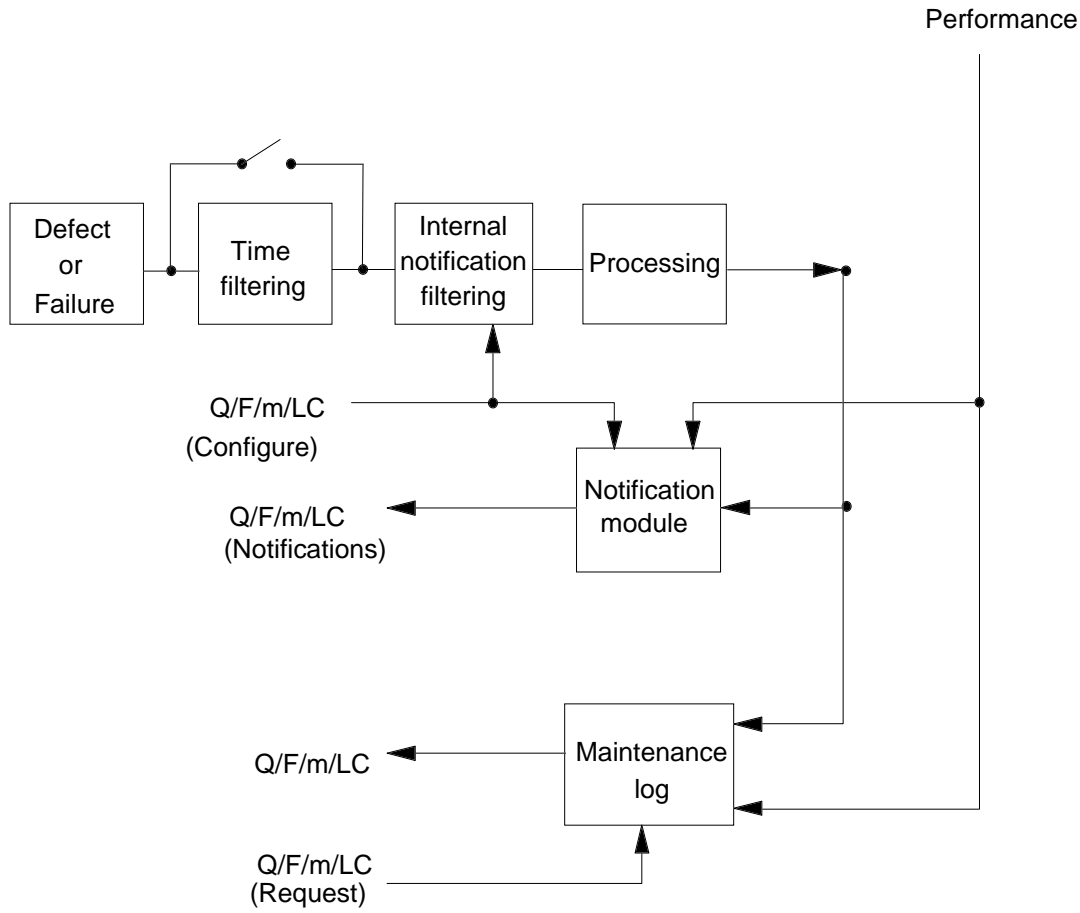 Performance
Defect
or
Failure
Time
filtering
Internal
notification
filtering
Processing
Q/F/m/LC
(Configure)
Notification
module
Q/F/m/LC
(Notifications)
Maintenance
log
Q/F/m/LC
Q/F/m/LC
(Request)